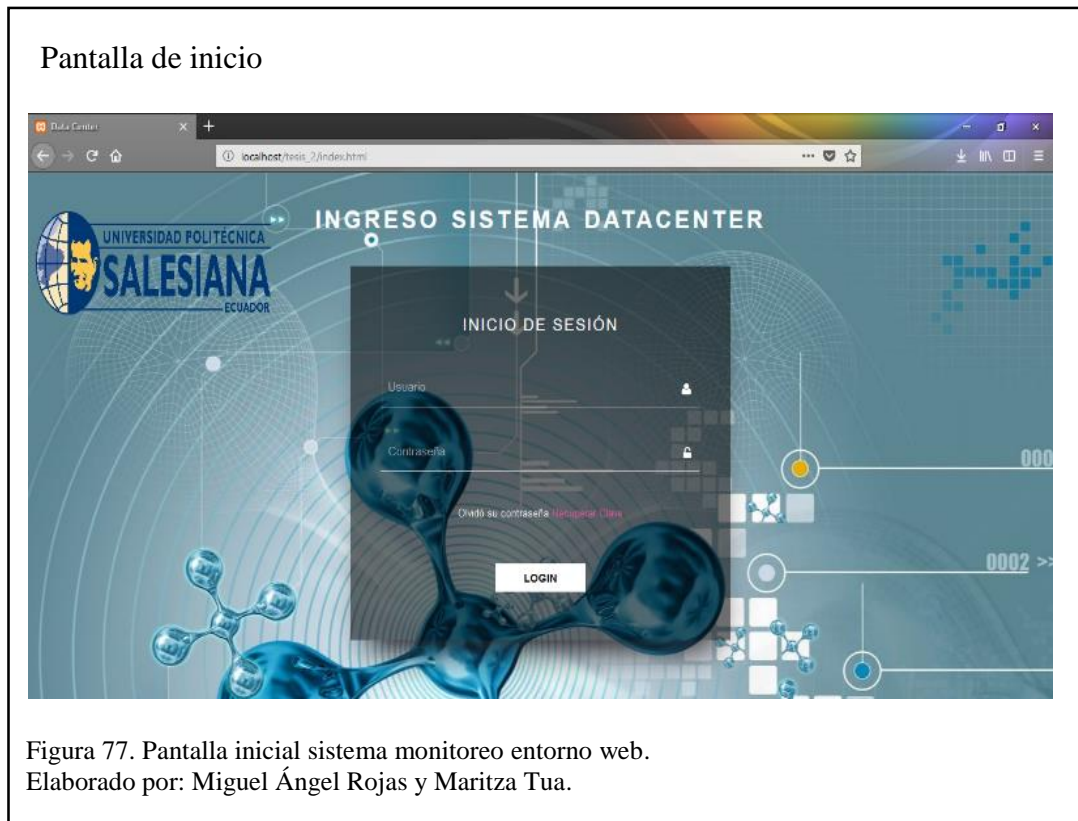 Pantalla de inicio
Data Center
localhost/tesis_2/index.html
INGRESO SISTEMA DATACENTER
UNIVERSIDAD POLITÉCNICA
SALESIANA
ECUADOR
INICIO DE SESIÓN
Usuario
Contraseña
Olvidó su contraseña Recuperar Clave
LOGIN
000
0002 >>
Figura 77. Pantalla inicial sistema monitoreo entorno web.
Elaborado por: Miguel Ángel Rojas y Maritza Tua.